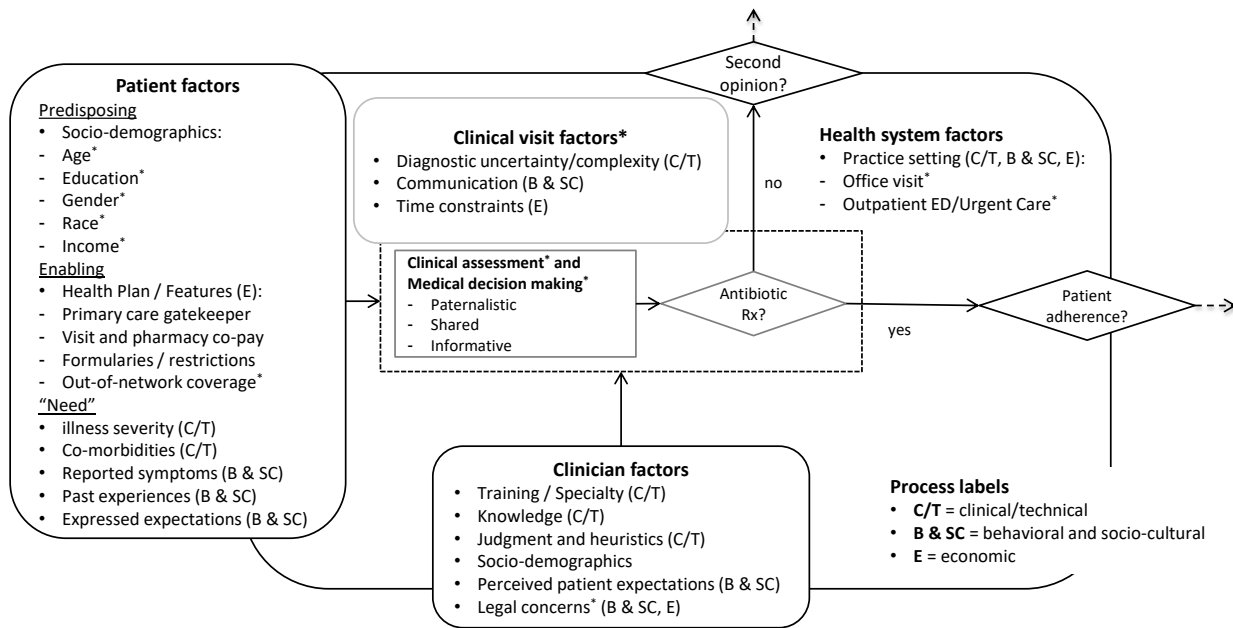 Patient factors
Predisposing
• Socio-demographics:
- Age*
- Education*
- Gender*
- Race*
- Income*
Enabling
• Health Plan / Features (E):
- Primary care gatekeeper
- Visit and pharmacy co-pay
- Formularies / restrictions
- Out-of-network coverage*
“Need”
• illness severity (C/T)
• Co-morbidities (C/T)
• Reported symptoms (B & SC)
• Past experiences (B & SC)
• Expressed expectations (B & SC)
Clinical visit factors*
• Diagnostic uncertainty/complexity (C/T)
• Communication (B & SC)
• Time constraints (E)
Clinical assessment* and
Medical decision making*
- Paternalistic
- Shared
- Informative
Antibiotic
Rx?
no
yes
Second
opinion?
Health system factors
• Practice setting (C/T, B & SC, E):
- Office visit*
- Outpatient ED/Urgent Care*
Patient
adherence?
Clinician factors
• Training / Specialty (C/T)
• Knowledge (C/T)
• Judgment and heuristics (C/T)
• Socio-demographics
• Perceived patient expectations (B & SC)
• Legal concerns* (B & SC, E)
Process labels
• C/T = clinical/technical
• B & SC = behavioral and socio-cultural
• E = economic